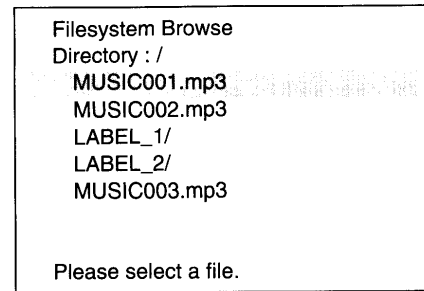 Filesystem Browse
Directory : /
MUSIC001.mp3
MUSIC002.mp3
LABEL_1/
LABEL_2/
MUSIC003.mp3
Please select a file.